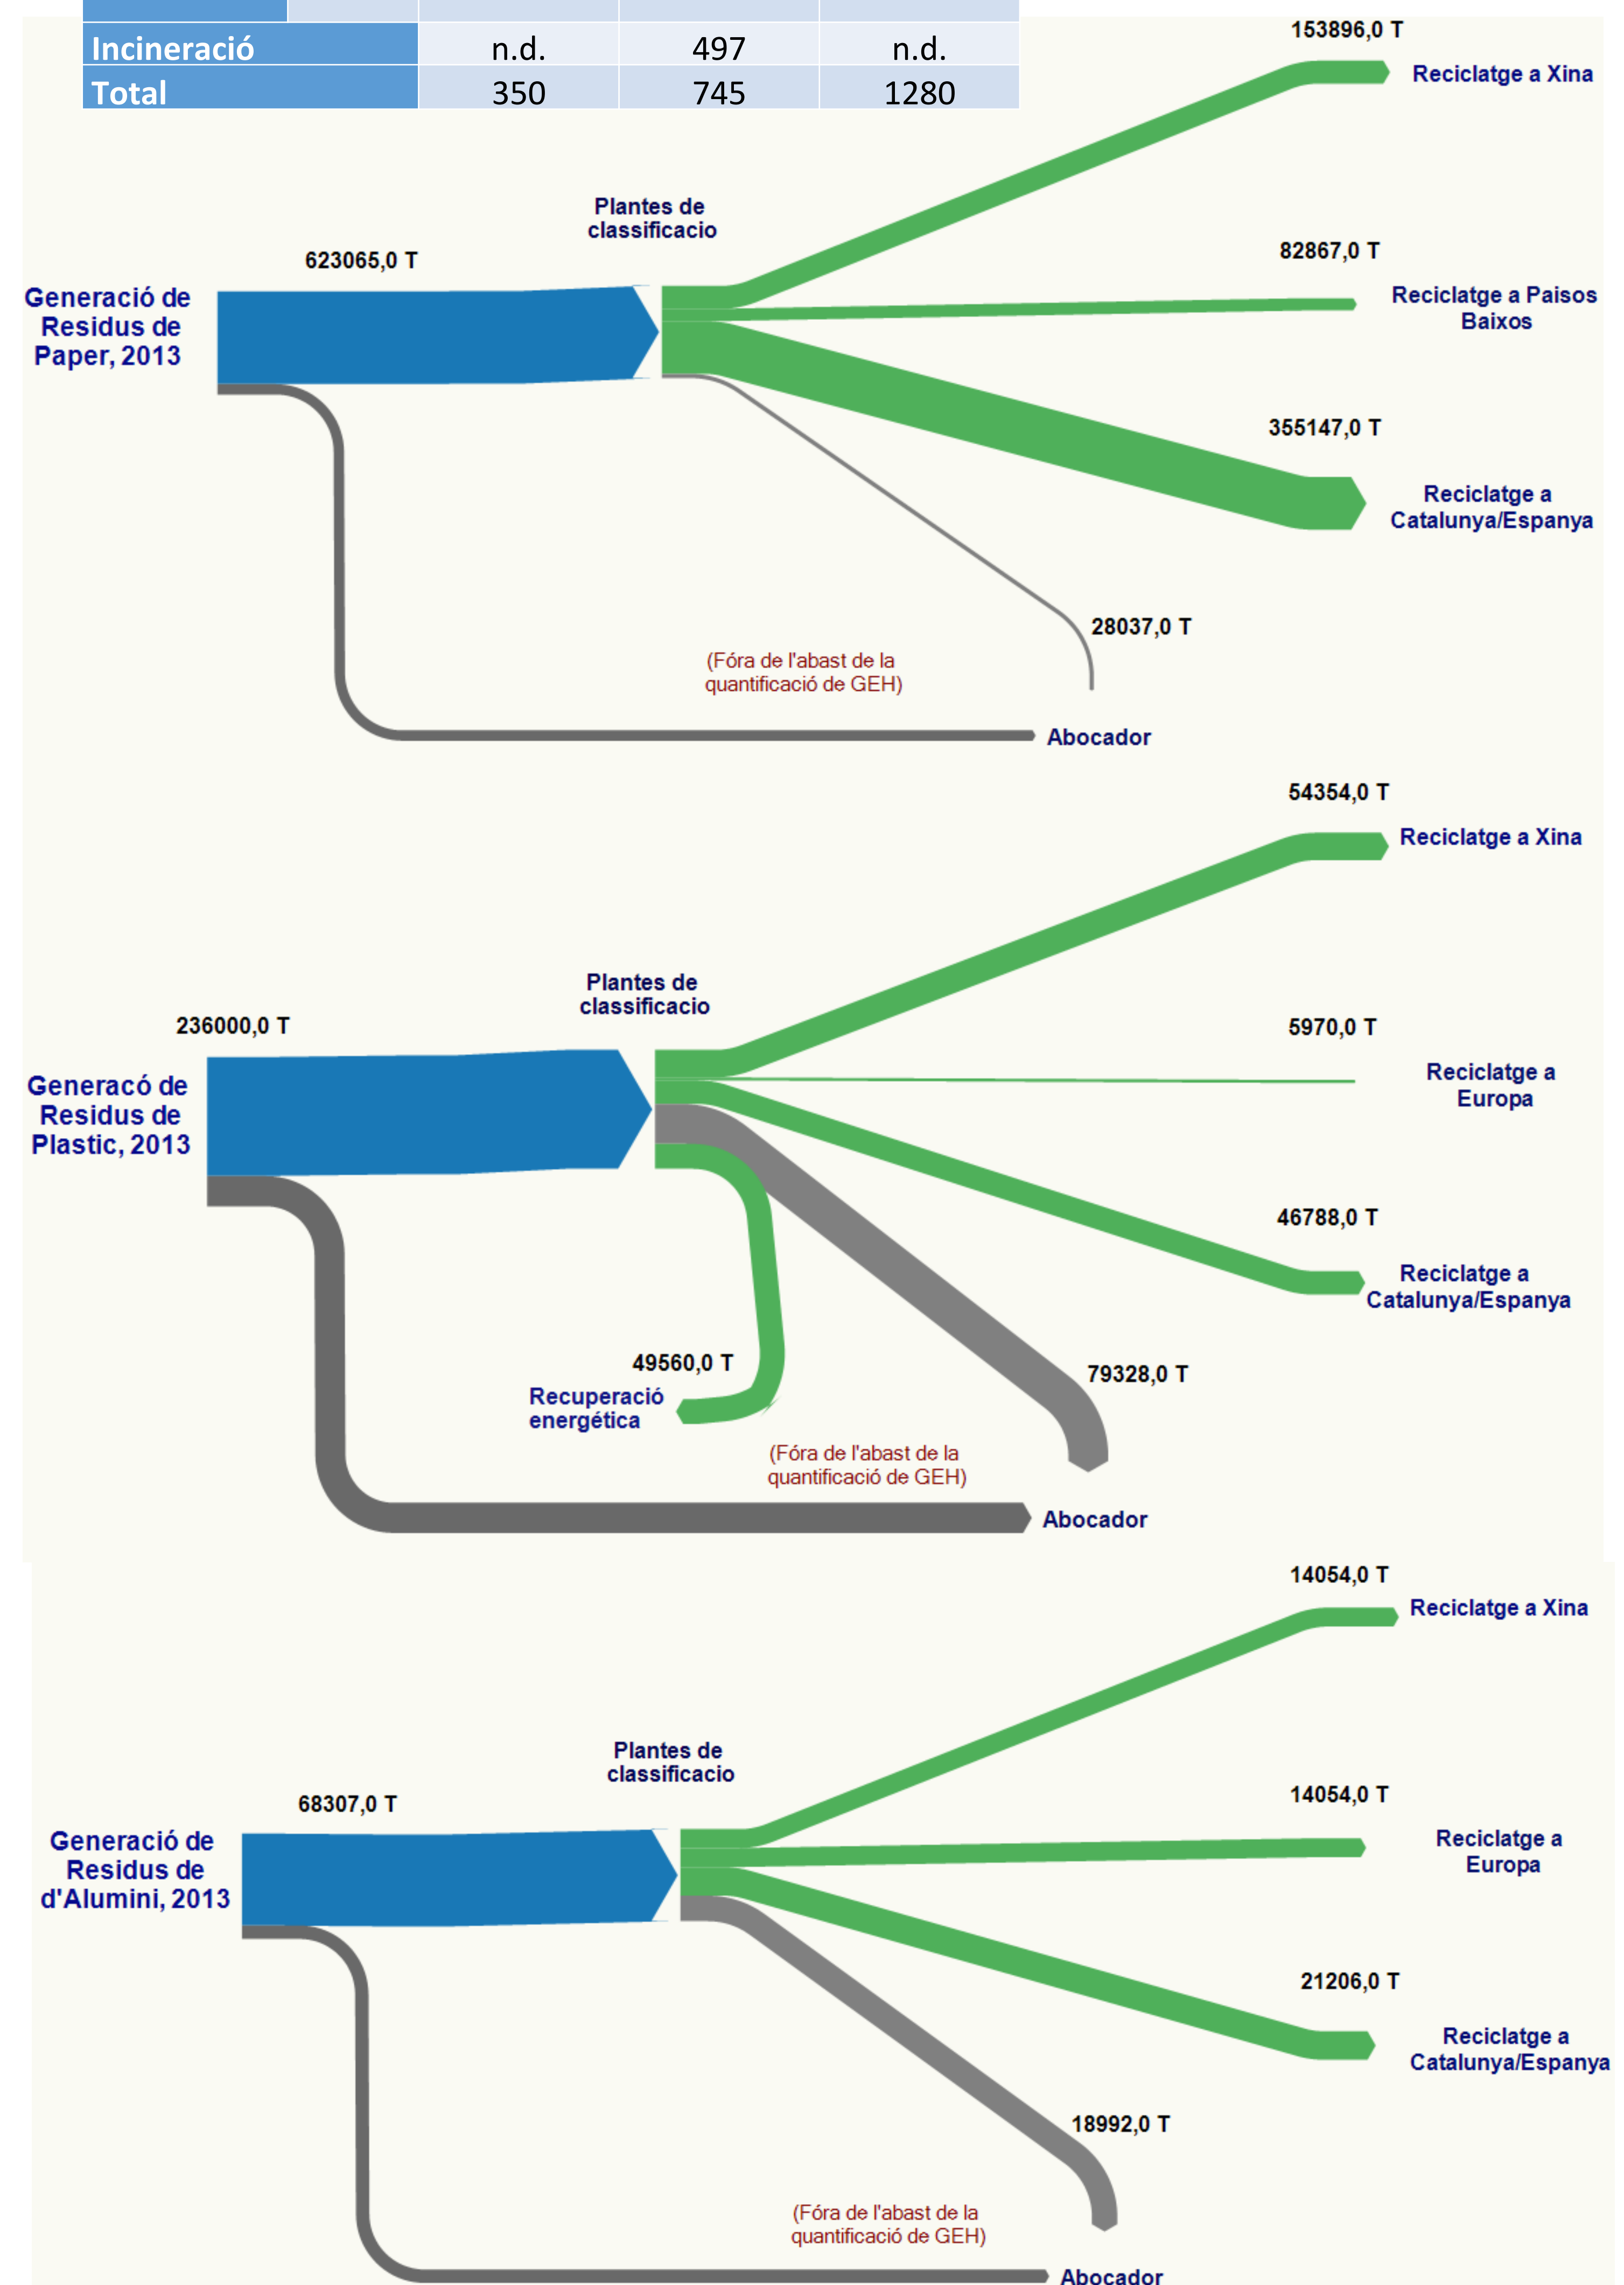 Incineració n.d. 497 n.d.
Total 350 745 1280
153896,0 T
Reciclatge a Xina
Plantes de
classificacio
623065,0 T
82867,0 T
Generació de
Residus de
Paper, 2013
Reciclatge a Paisos
Baixos
355147,0 T
Reciclatge a
Catalunya/Espanya
28037,0 T
(Fóra de l'abast de la
quantificació de GEH)
Abocador
54354,0 T
Reciclatge a Xina
Plantes de
classificacio
236000,0 T
5970,0 T
Generacó de
Residus de
Plastic, 2013
Reciclatge a
Europa
46788,0 T
Reciclatge a
Catalunya/Espanya
49560,0 T
Recuperació
energética
79328,0 T
(Fóra de l'abast de la
quantificació de GEH)
Abocador
14054,0 T
Reciclatge a Xina
Plantes de
classificacio
68307,0 T
14054,0 T
Generació de
Residus de
d'Alumini, 2013
Reciclatge a
Europa
21206,0 T
Reciclatge a
Catalunya/Espanya
18992,0 T
(Fóra de l'abast de la
quantificació de GEH)
Abocador